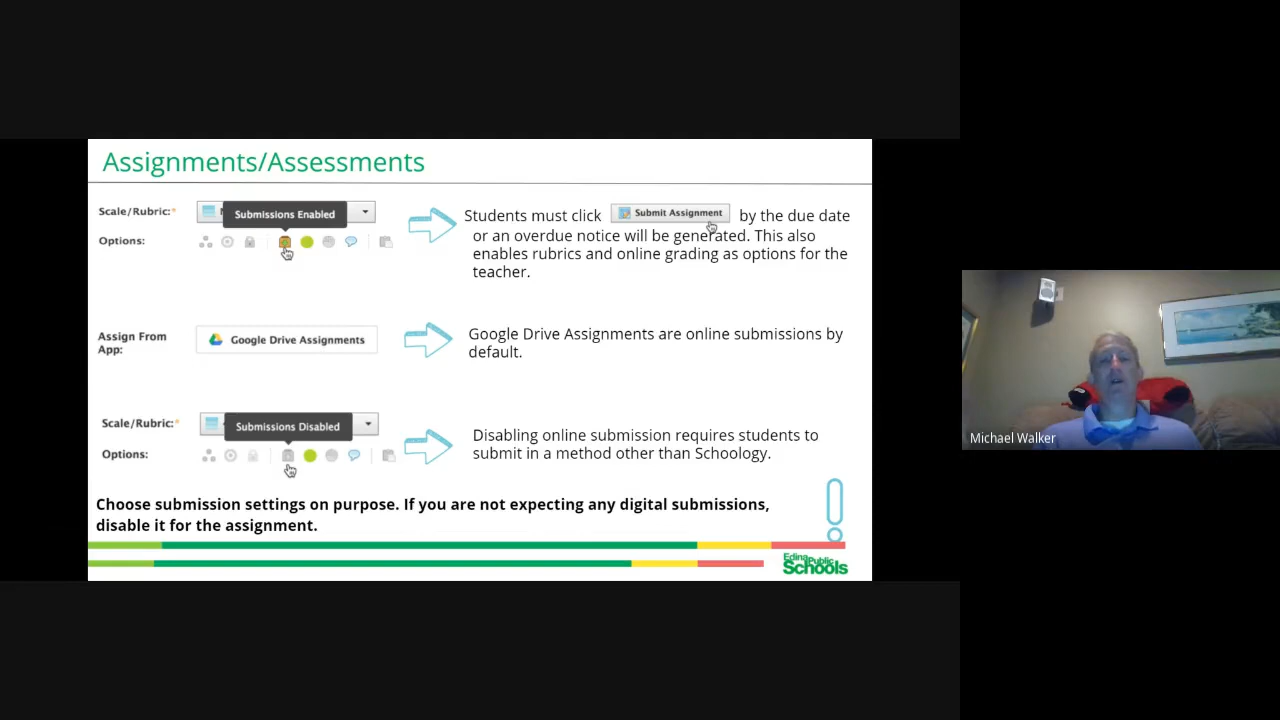 Assignments/Assessments
Scale/Rubric:*
Submissions Enabled
Options:
Students must click Submit Assignment by the due date
or an overdue notice will be generated. This also
enables rubrics and online grading as options for the
teacher.
Assign From
App:
Google Drive Assignments
Google Drive Assignments are online submissions by
default.
Scale/Rubric:*
Submissions Disabled
Options:
Disabling online submission requires students to
submit in a method other than Schoology.
Choose submission settings on purpose. If you are not expecting any digital submissions,
disable it for the assignment.
Edina Public
Schools
Michael Walker